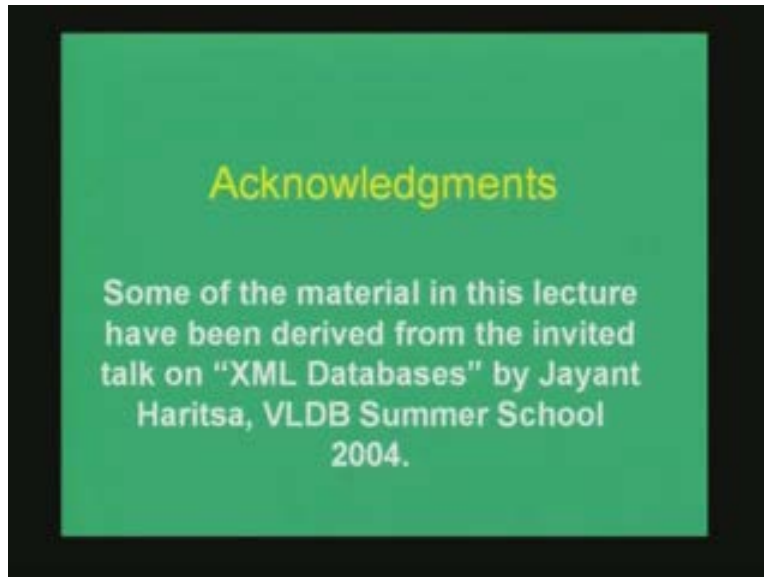 Acknowledgments
Some of the material in this lecture
have been derived from the invited
talk on “XML Databases” by Jayant
Haritsa, VLDB Summer School
2004.